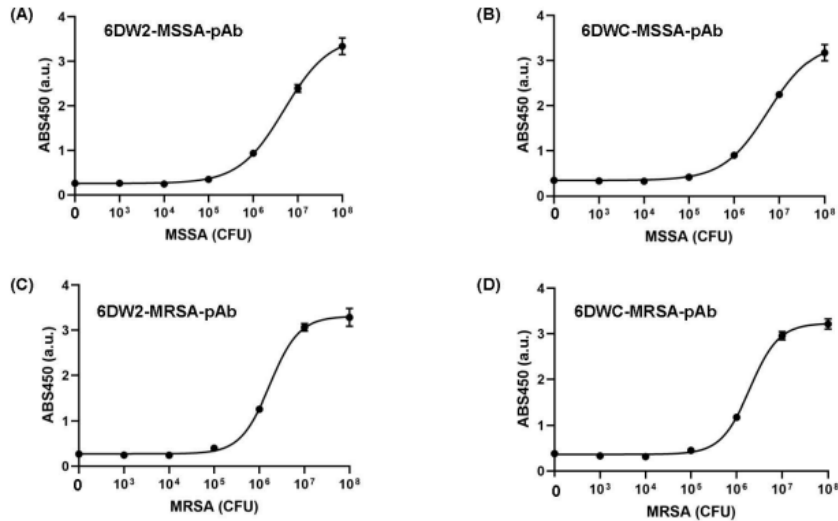 (A)
6DW2-MSSA-pAb
ABS450 (a.u.)
4
3
2
1
0
0 10³ 10⁴ 10⁵ 10⁶ 10⁷ 10⁸
MSSA (CFU)
(B)
6DWC-MSSA-pAb
ABS450 (a.u.)
4
3
2
1
0
0 10³ 10⁴ 10⁵ 10⁶ 10⁷ 10⁸
MSSA (CFU)
(C)
6DW2-MRSA-pAb
ABS450 (a.u.)
4
3
2
1
0
0 10³ 10⁴ 10⁵ 10⁶ 10⁷ 10⁸
MRSA (CFU)
(D)
6DWC-MRSA-pAb
ABS450 (a.u.)
4
3
2
1
0
0 10³ 10⁴ 10⁵ 10⁶ 10⁷ 10⁸
MRSA (CFU)